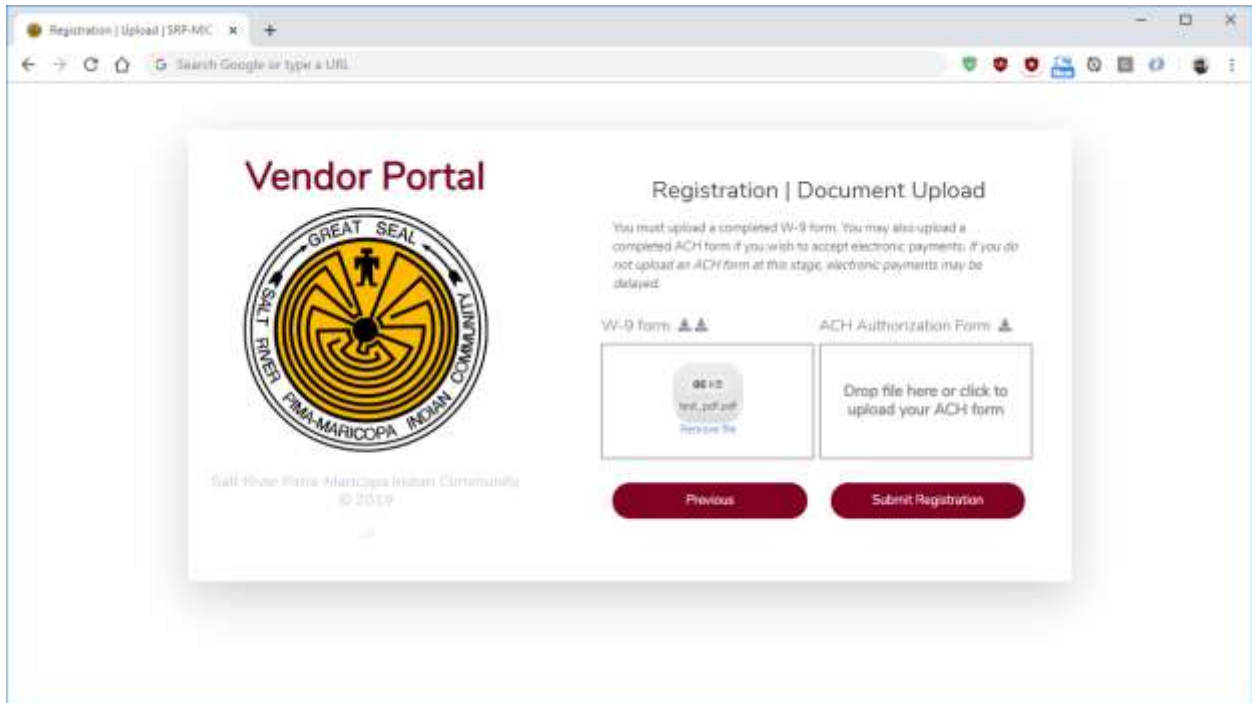 Registration | Upload | SRP-MIC
Search Google or type a URL
Vendor Portal
GREAT SEAL
SALT RIVER PIMA-MARICOPA INDIAN COMMUNITY
Salt River Pima-Maricopa Indian Community
© 2019
Registration | Document Upload
You must upload a completed W-9 form. You may also upload a
completed ACH form if you wish to accept electronic payments. If you do
not upload an ACH form at this stage, electronic payments may be
delayed.
W-9 form
ACH Authorization Form
KB
test_pdf.pdf
Remove file
Drop file here or click to
upload your ACH form
Previous
Submit Registration